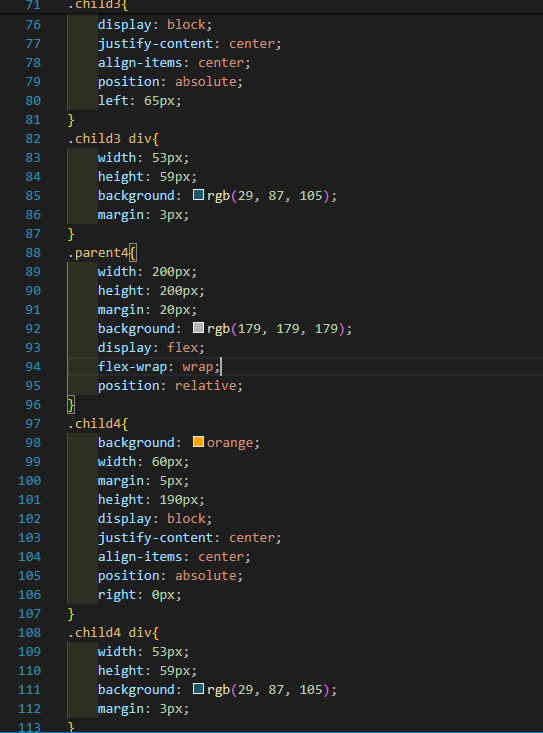 71 .child3{
76 display: block;
77 justify-content: center;
78 align-items: center;
79 position: absolute;
80 left: 65px;
81 }
82 .child3 div{
83 width: 53px;
84 height: 59px;
85 background: rgb(29, 87, 105);
86 margin: 3px;
87 }
88 .parent4{
89 width: 200px;
90 height: 200px;
91 margin: 20px;
92 background: rgb(179, 179, 179);
93 display: flex;
94 flex-wrap: wrap;
95 position: relative;
96 }
97 .child4{
98 background: orange;
99 width: 60px;
100 margin: 5px;
101 height: 190px;
102 display: block;
103 justify-content: center;
104 align-items: center;
105 position: absolute;
106 right: 0px;
107 }
108 .child4 div{
109 width: 53px;
110 height: 59px;
111 background: rgb(29, 87, 105);
112 margin: 3px;
113 }